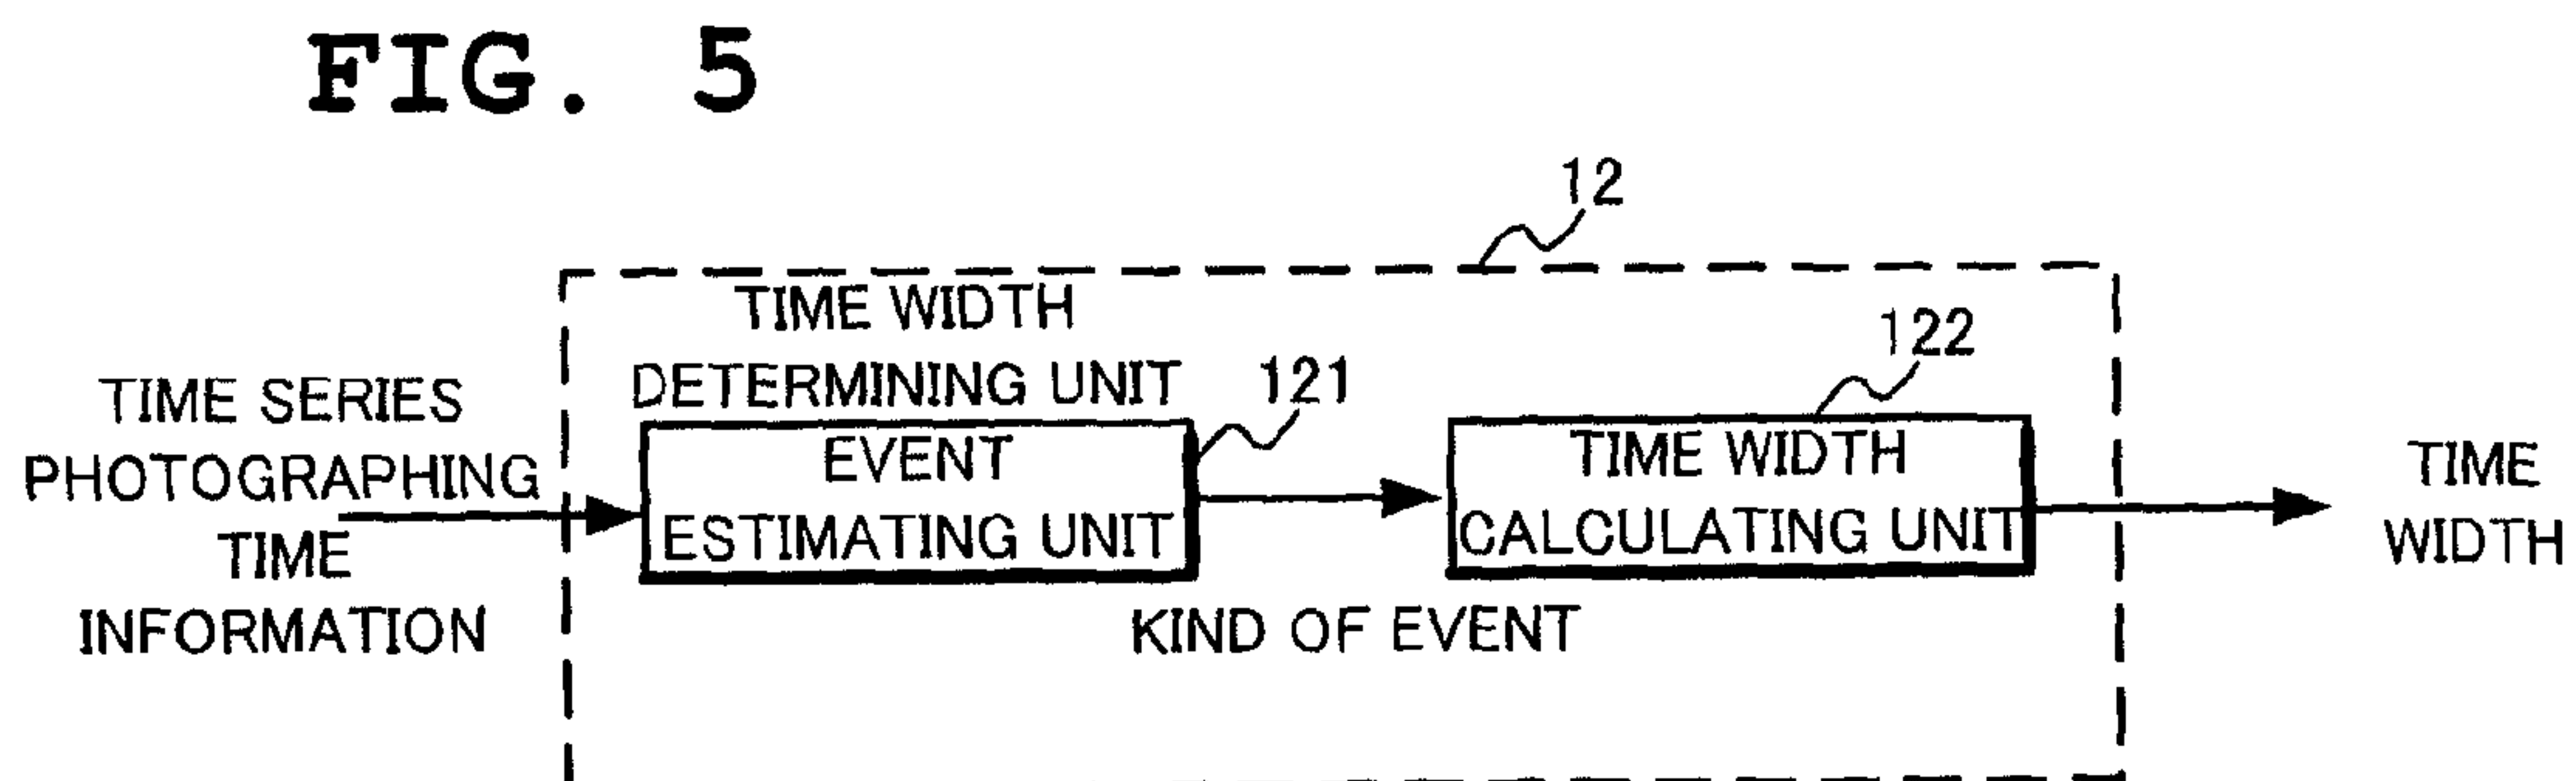 FIG. 5
12
TIME WIDTH
DETERMINING UNIT
121
122
TIME SERIES
PHOTOGRAPHING
TIME
INFORMATION
EVENT
ESTIMATING UNIT
TIME WIDTH
CALCULATING UNIT
KIND OF EVENT
TIME
WIDTH